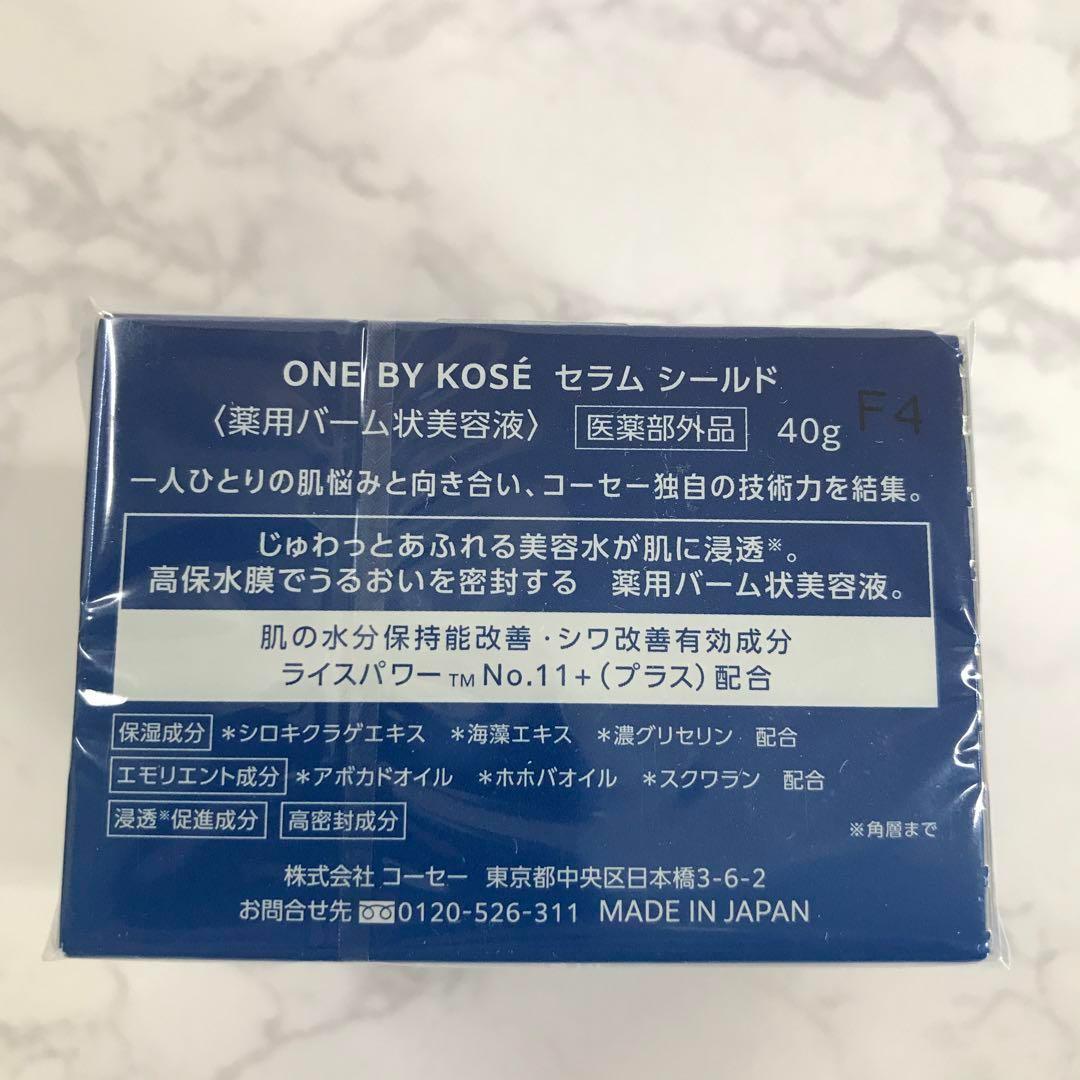 ONE BY KOSÉ セラム シールド
〈薬用バーム状美容液〉 医薬部外品 40g F4
一人ひとりの肌悩みと向き合い、コーセー独自の技術力を結集。
じゅわっとあふれる美容水が肌に浸透※。
高保水膜でうるおいを密封する 薬用バーム状美容液。
肌の水分保持能改善・シワ改善有効成分
ライスパワー™No.11+(プラス)配合
保湿成分 *シロキクラゲエキス *海藻エキス *濃グリセリン 配合
エモリエント成分 *アボカドオイル *ホホバオイル *スクワラン 配合
浸透※促進成分 高密封成分 ※角層まで
株式会社 コーセー 東京都中央区日本橋3-6-2
お問合せ先 0120-526-311 MADE IN JAPAN